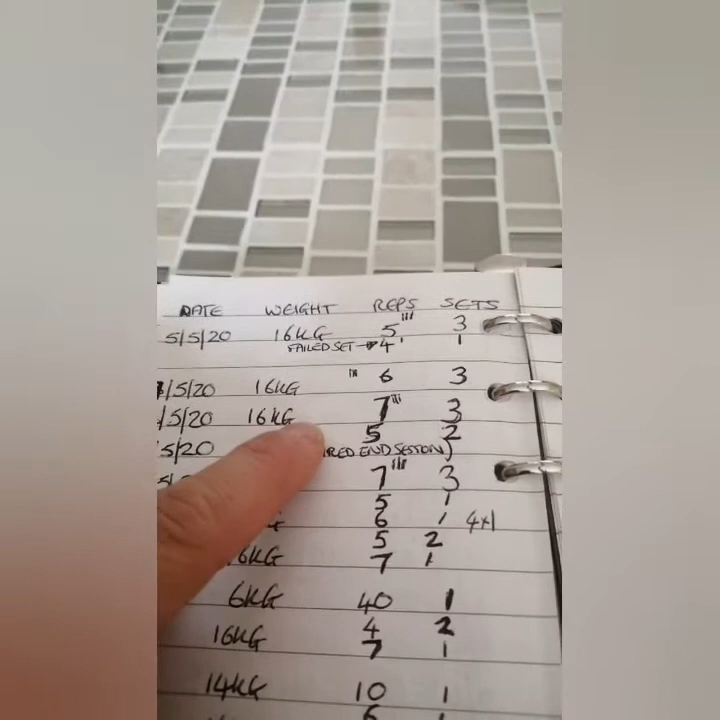 DATE WEIGHT REPS SETS
5/5/20 16KG 5 3
FAILED SET → 4 1
/5/20 16KG 6 3
/5/20 16KG 7 3
5/20 5 2
END SESSION)
7 3
5 1
6 1 4x1
5 2
6KG 7 1
6KG 40 1
4 2
16KG
7 1
14KG 10 1
6 1